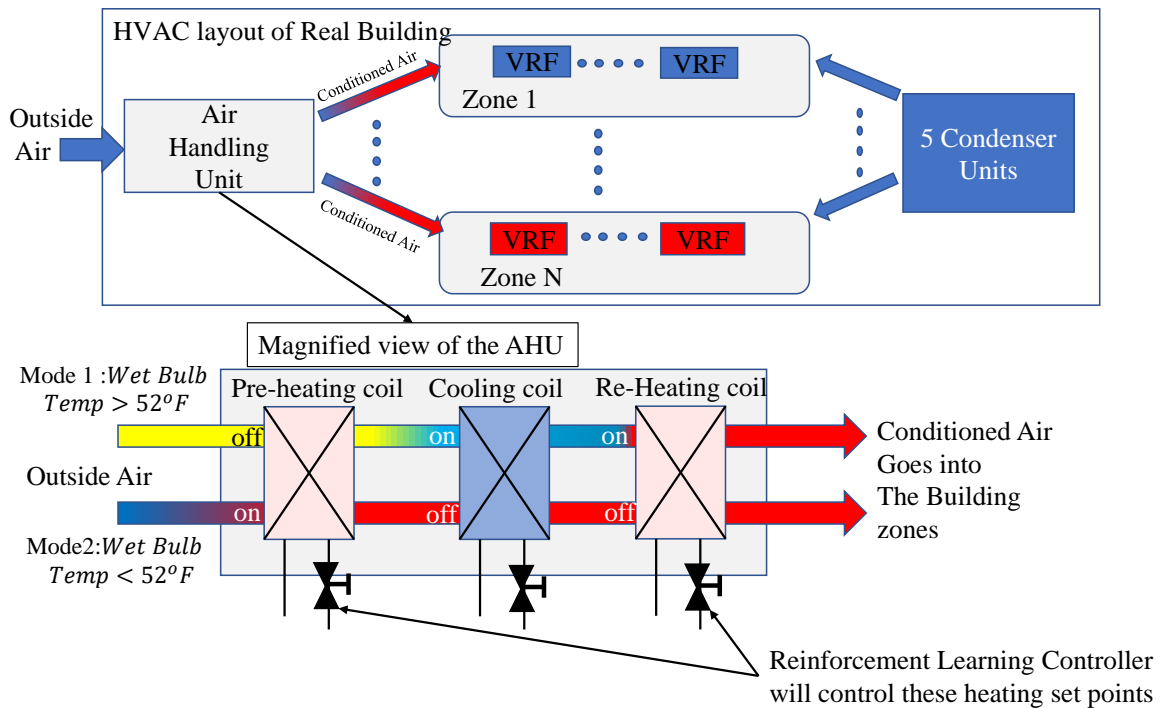 HVAC layout of Real Building
Conditioned Air
VRF
VRF
Zone 1
Outside
Air
Air
Handling
Unit
5 Condenser
Units
Conditioned Air
VRF
VRF
Zone N
Magnified view of the AHU
Mode 1 :Wet Bulb
Temp > 52°F
Pre-heating coil
Cooling coil
Re-Heating coil
off
on
on
Conditioned Air
Goes into
The Building
zones
Outside Air
on
off
off
Mode2:Wet Bulb
Temp < 52°F
Reinforcement Learning Controller
will control these heating set points